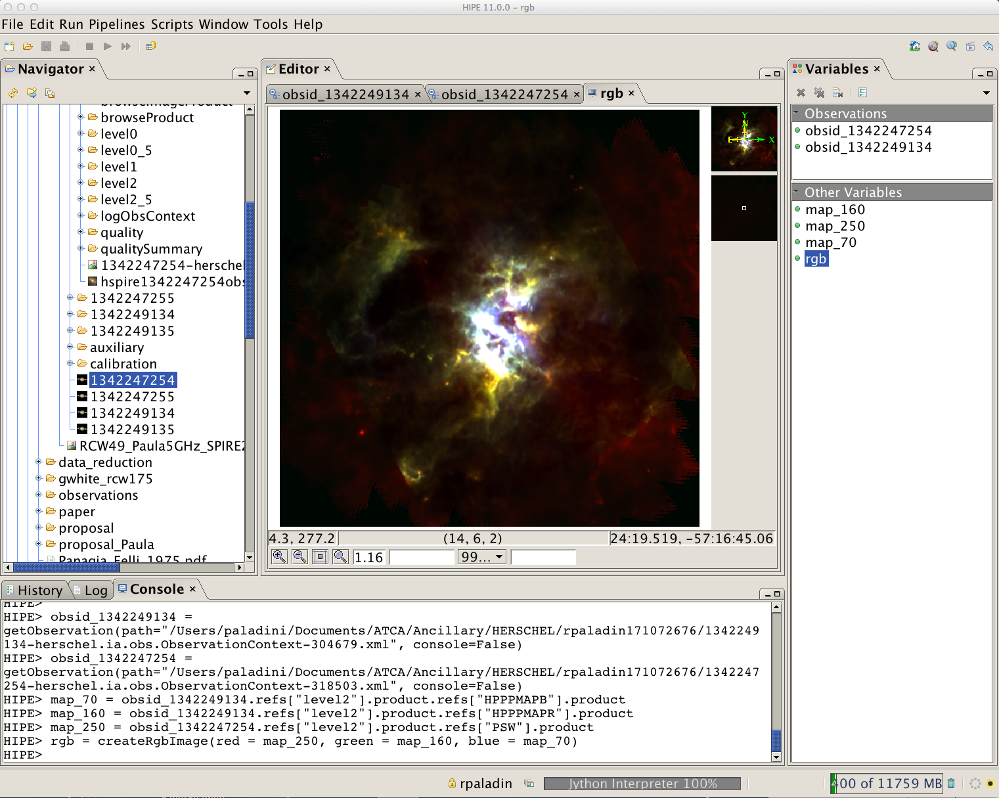 HIPE 11.0.0 – rgb
File Edit Run Pipelines Scripts Window Tools Help
Navigator ×
browseImageProduct
browseProduct
level0
level0_5
level1
level2
level2_5
logObsContext
quality
qualitySummary
1342247254-herschel
hspire1342247254obs
1342247255
1342249134
1342249135
auxiliary
calibration
1342247254
1342247255
1342249134
1342249135
RCW49_Paula5GHz_SPIRE2
data_reduction
gwhite_rcw175
observations
paper
proposal
proposal_Paula
Panagia_Felli_1975.pdf
Editor ×
obsid_1342249134 × obsid_1342247254 × rgb ×
Y
N
E X
4.3, 277.2 (14, 6, 2) 24:19.519, -57:16:45.06
1.16 99...
Variables ×
Observations
obsid_1342247254
obsid_1342249134
Other Variables
map_160
map_250
map_70
rgb
History Log Console ×
HIPE>
HIPE> obsid_1342249134 =
getObservation(path="/Users/paladini/Documents/ATCA/Ancillary/HERSCHEL/rpaladin171072676/1342249
134-herschel.ia.obs.ObservationContext-304679.xml", console=False)
HIPE> obsid_1342247254 =
getObservation(path="/Users/paladini/Documents/ATCA/Ancillary/HERSCHEL/rpaladin171072676/1342247
254-herschel.ia.obs.ObservationContext-318503.xml", console=False)
HIPE> map_70 = obsid_1342249134.refs["level2"].product.refs["HPPPMAPB"].product
HIPE> map_160 = obsid_1342249134.refs["level2"].product.refs["HPPPMAPR"].product
HIPE> map_250 = obsid_1342247254.refs["level2"].product.refs["PSW"].product
HIPE> rgb = createRgbImage(red = map_250, green = map_160, blue = map_70)
HIPE>
rpaladin Jython Interpreter 100% 400 of 11759 MB